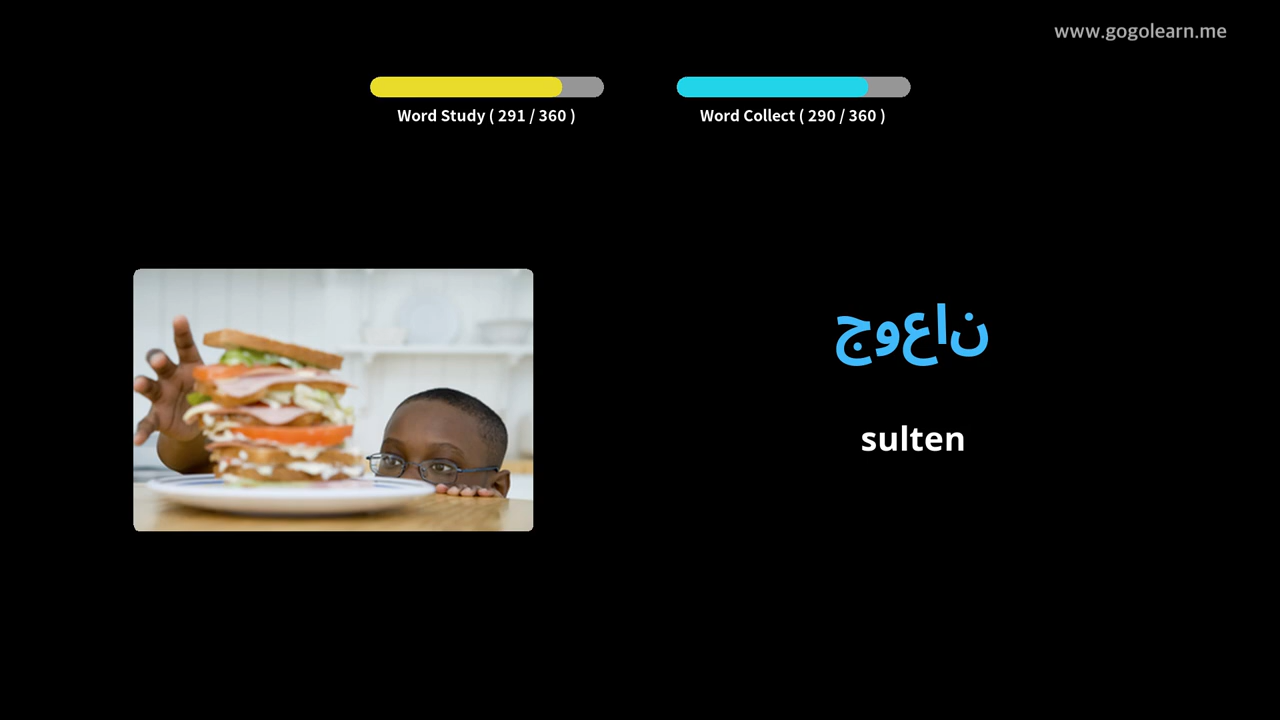 www.gogolearn.me
Word Study ( 291 / 360 )
Word Collect ( 290 / 360 )
جوعان
sulten